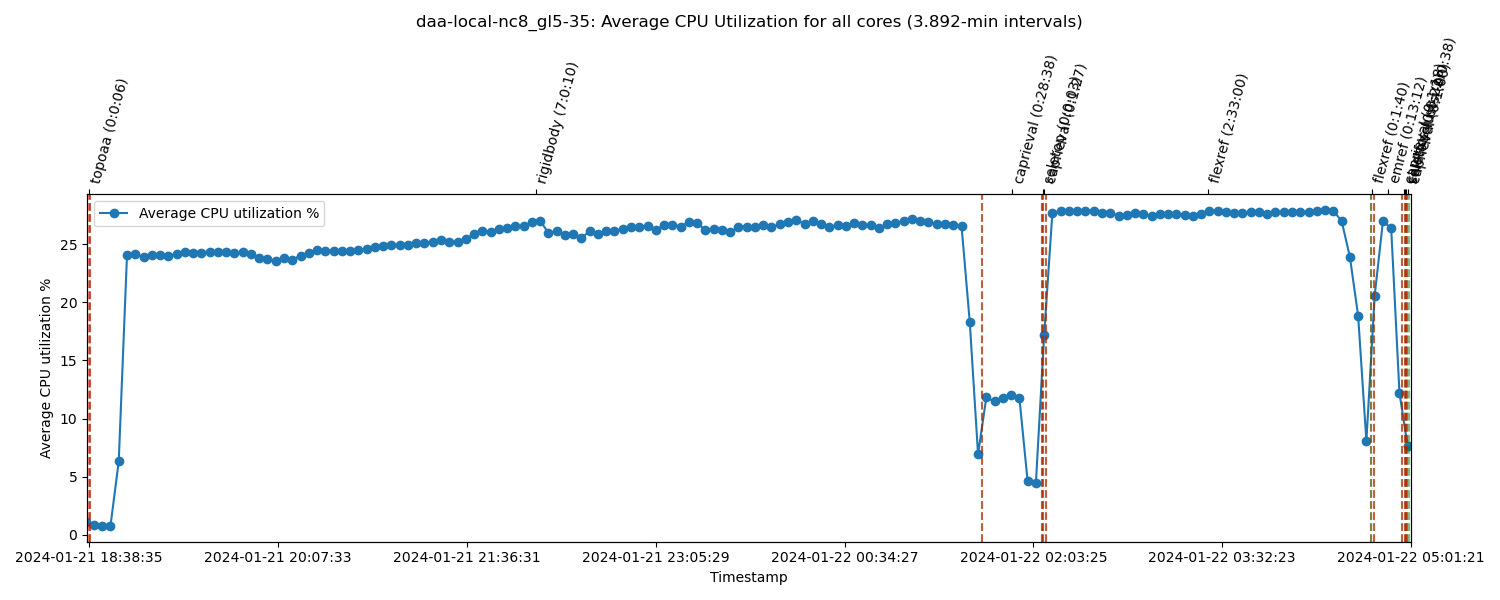 daa-local-nc8_gl5-35: Average CPU Utilization for all cores (3.892-min intervals)
topoaa (0:0:06)
rigidbody (7:0:10)
caprieval (0:28:38)
caprieval (0:1:27)
flexref (2:33:00)
flexref (0:1:40)
emref (0:13:12)
Average CPU utilization %
25
20
15
10
5
0
Average CPU utilization %
2024-01-21 18:38:35
2024-01-21 20:07:33
2024-01-21 21:36:31
2024-01-21 23:05:29
2024-01-22 00:34:27
2024-01-22 02:03:25
2024-01-22 03:32:23
2024-01-22 05:01:21
Timestamp